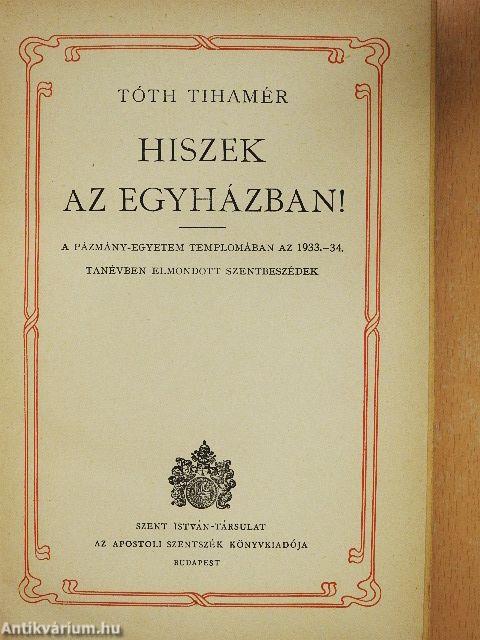 TÓTH TIHAMÉR
HISZEK
AZ EGYHÁZBAN!
A PÁZMÁNY-EGYETEM TEMPLOMÁBAN AZ 1933.–34.
TANÉVBEN ELMONDOTT SZENTBESZÉDEK
SZENT ISTVÁN-TÁRSULAT
AZ APOSTOLI SZENTSZÉK KÖNYVKIADÓJA
BUDAPEST
Antikvárium.hu